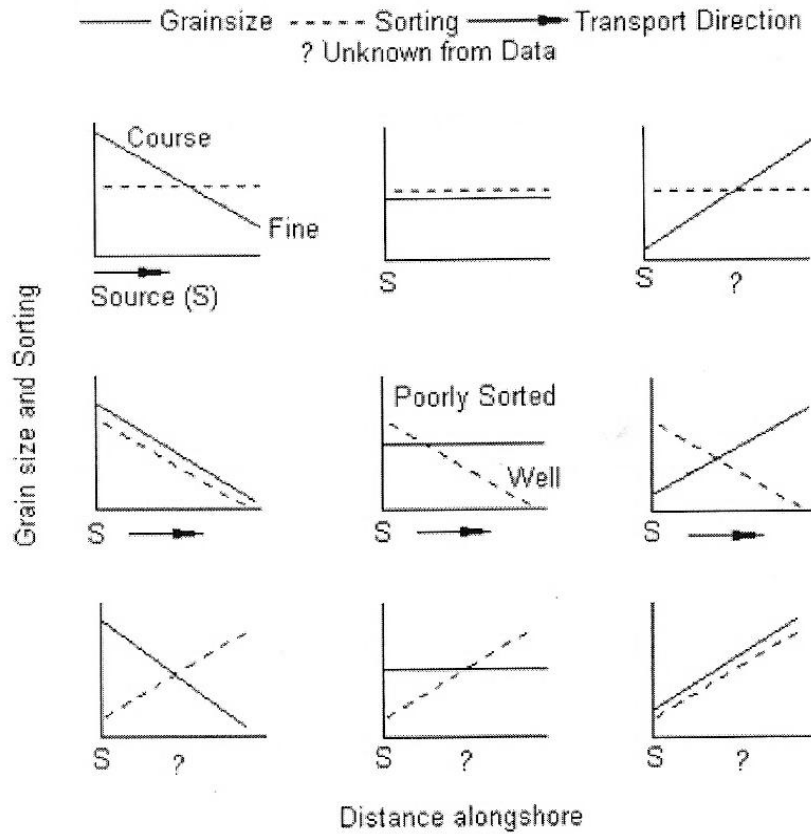 Grainsize Sorting Transport Direction
? Unknown from Data
Course
Fine
Source (S)
S
S ?
Poorly Sorted
Well
S
S
S
S ?
S ?
S ?
Grain size and Sorting
Distance alongshore